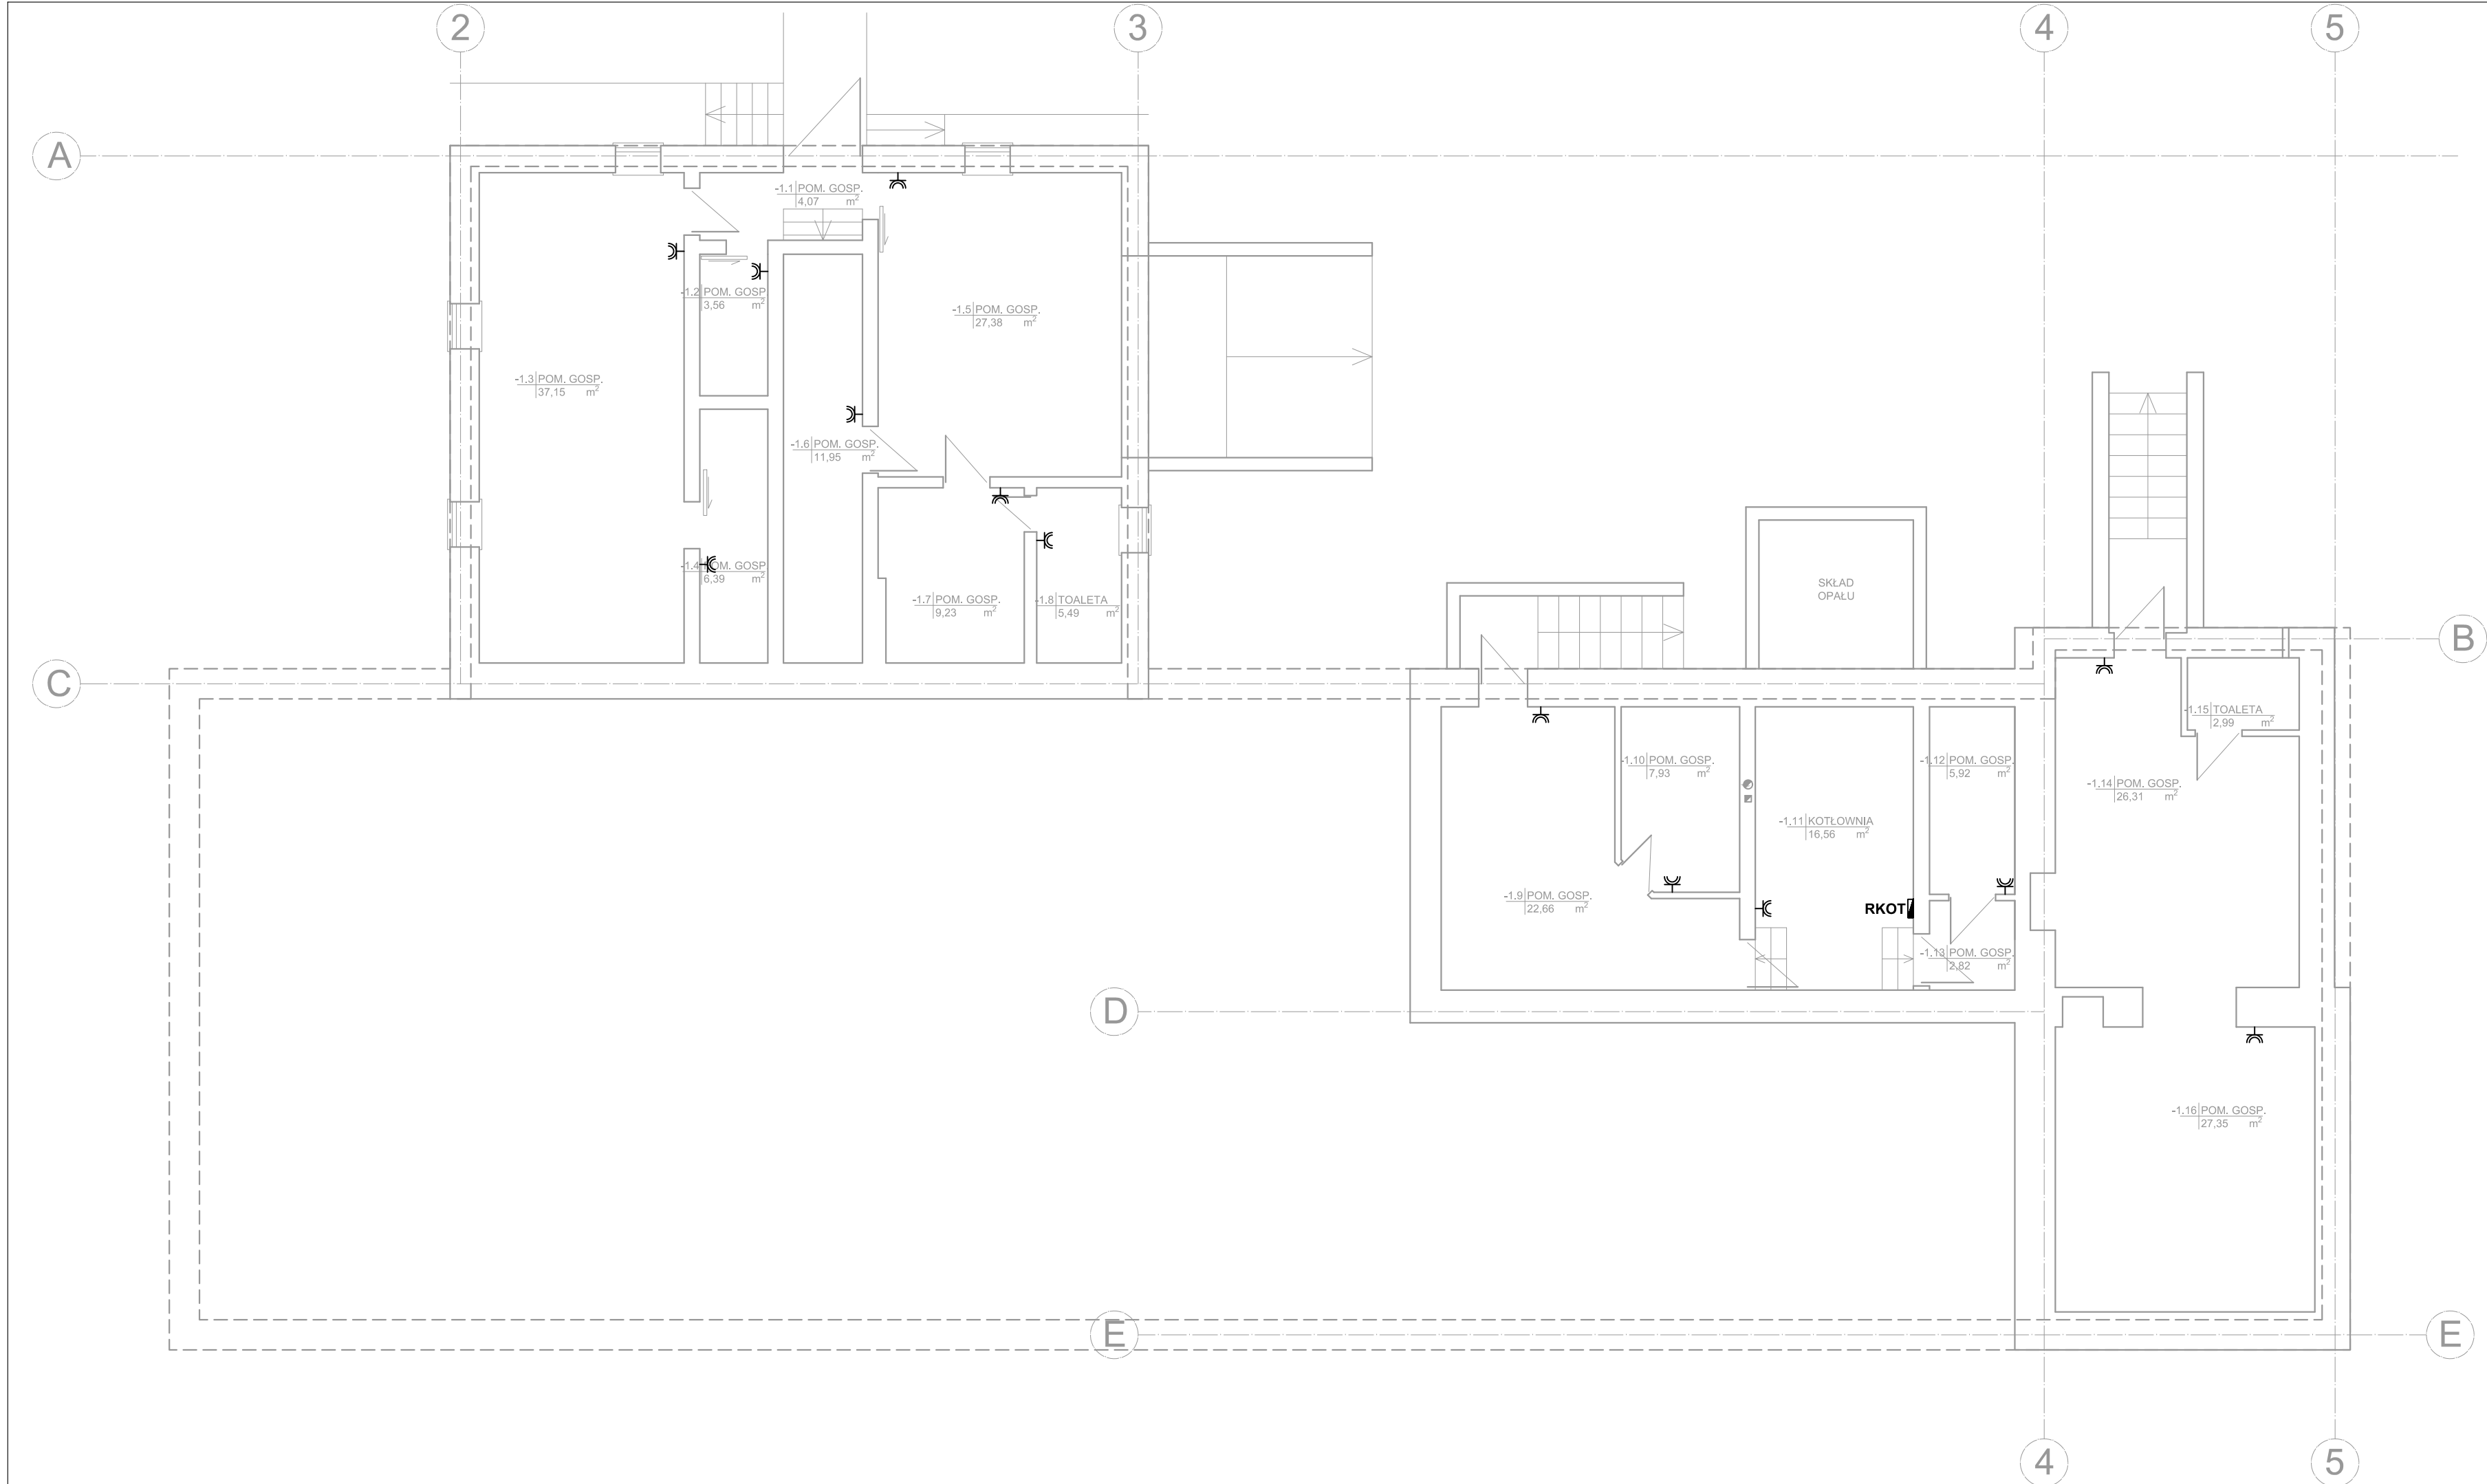 2 3 4 5
A
-1.1 POM. GOSP.
4,07 m²
-1.2 POM. GOSP.
3,56 m²
-1.5 POM. GOSP.
27,38 m²
-1.3 POM. GOSP.
37,15 m²
-1.6 POM. GOSP.
11,95 m²
-1.4 POM. GOSP.
6,39 m²
-1.7 POM. GOSP.
9,23 m²
-1.8 TOALETA
5,49 m²
SKŁAD
OPAŁU
B
C
-1.15 TOALETA
2,99 m²
-1.10 POM. GOSP.
7,93 m²
-1.12 POM. GOSP.
5,92 m²
-1.14 POM. GOSP.
26,31 m²
-1.11 KOTŁOWNIA
16,56 m²
-1.9 POM. GOSP.
22,66 m²
RKOT
-1.13 POM. GOSP.
2,82 m²
D
-1.16 POM. GOSP.
27,35 m²
E E
4 5